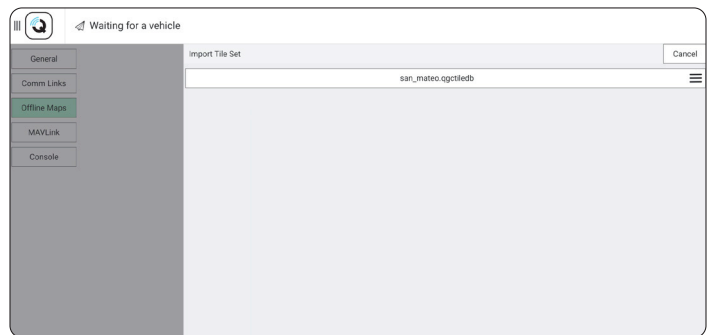 Waiting for a vehicle
General
Import Tile Set
Cancel
Comm Links
san_mateo.qgctiledb
Offline Maps
MAVLink
Console